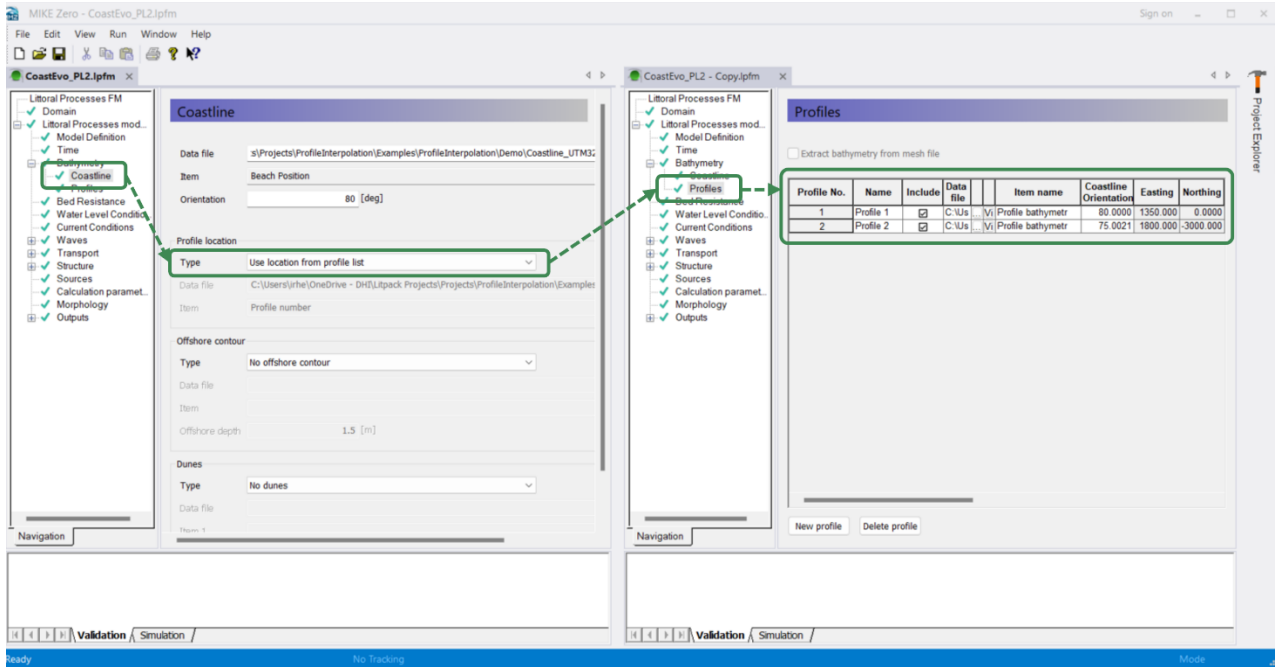 MIKE Zero - CoastEvo_PL2.lpfm
Sign on
File Edit View Run Window Help
CoastEvo_PL2.lpfm
Littoral Processes FM
Domain
Littoral Processes mod...
Model Definition
Time
Bathymetry
Coastline
Profiles
Bed Resistance
Water Level Conditio
Current Conditions
Waves
Transport
Structure
Sources
Calculation paramet...
Morphology
Outputs
Navigation
Coastline
Data file s\Projects\ProfileInterpolation\Examples\ProfileInterpolation\Demo\Coastline_UTM32
Item Beach Position
Orientation 80 [deg]
Profile location
Type Use location from profile list
Data file C:\Users\rhe\OneDrive - DHI\Litpack Projects\Projects\ProfileInterpolation\Examples
Item Profile number
Offshore contour
Type No offshore contour
Data file
Item
Offshore depth 1.5 [m]
Dunes
Type No dunes
Data file
Item 1
Validation Simulation
CoastEvo_PL2 - Copy.lpfm
Littoral Processes FM
Domain
Littoral Processes mod...
Model Definition
Time
Bathymetry
Coastline
Profiles
Bed Resistance
Water Level Conditio..
Current Conditions
Waves
Transport
Structure
Sources
Calculation paramet...
Morphology
Outputs
Navigation
Profiles
Extract bathymetry from mesh file
Profile No. Name Include Data file Item name Coastline Orientation Easting Northing
1 Profile 1 C:\Us ... Vi Profile bathymetr 80.0000 1350.000 0.0000
2 Profile 2 C:\Us ... Vi Profile bathymetr 75.0021 1800.000 -3000.000
New profile Delete profile
Validation Simulation
Project Explorer
Ready No Tracking Mode